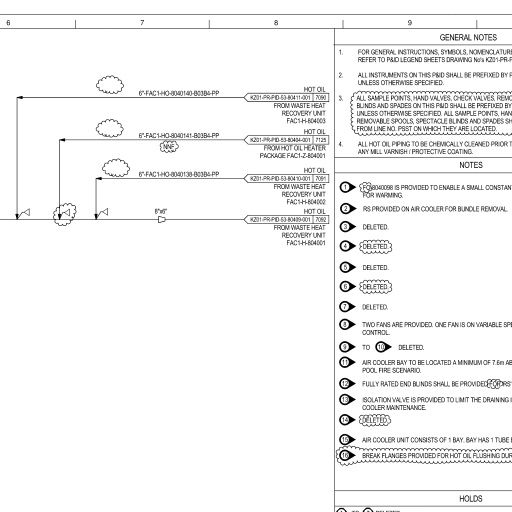 6
7
8
9
GENERAL NOTES
1. FOR GENERAL INSTRUCTIONS, SYMBOLS, NOMENCLATURE
REFER TO P&ID LEGEND SHEETS DRAWING No's KZ01-PR-P
2. ALL INSTRUMENTS ON THIS P&ID SHALL BE PREFIXED BY
UNLESS OTHERWISE SPECIFIED.
3. ALL SAMPLE POINTS, HAND VALVES, CHECK VALVES, REMO
BLINDS AND SPADES ON THIS P&ID SHALL BE PREFIXED BY
UNLESS OTHERWISE SPECIFIED. ALL SAMPLE POINTS, HAN
REMOVABLE SPOOLS, SPECTACLE BLINDS AND SPADES SH
FROM LINE NO. PSST ON WHICH THEY ARE LOCATED.
4. ALL HOT OIL PIPING TO BE CHEMICALLY CLEANED PRIOR T
ANY MILL VARNISH / PROTECTIVE COATING.
NOTES
1 8040098 IS PROVIDED TO ENABLE A SMALL CONSTAN
FOR WARMING.
2 RS PROVIDED ON AIR COOLER FOR BUNDLE REMOVAL
3 DELETED.
4 DELETED.
5 DELETED.
6 DELETED.
7 DELETED.
8 TWO FANS ARE PROVIDED. ONE FAN IS ON VARIABLE SPE
CONTROL.
9 TO 10 DELETED.
11 AIR COOLER BAY TO BE LOCATED A MINIMUM OF 7.6m AB
POOL FIRE SCENARIO.
12 FULLY RATED END BLINDS SHALL BE PROVIDED FOR
13 ISOLATION VALVE IS PROVIDED TO LIMIT THE DRAINING
COOLER MAINTENANCE.
14 DELETED.
15 AIR COOLER UNIT CONSISTS OF 1 BAY. BAY HAS 1 TUBE
16 BREAK FLANGES PROVIDED FOR HOT OIL FLUSHING DUR
HOLDS
TO DELETED
6"-FAC1-HO-8040140-B03B4-PP
HOT OIL
KZ01-PR-PID-53-80411-001 7090
FROM WASTE HEAT
RECOVERY UNIT
FAC1-H-804003
6"-FAC1-HO-8040141-B03B4-PP
NNF
HOT OIL
KZ01-PR-PID-53-80404-001 7125
FROM HOT OIL HEATER
PACKAGE FAC1-Z-804001
6"-FAC1-HO-8040138-B03B4-PP
HOT OIL
KZ01-PR-PID-53-80410-001 7091
FROM WASTE HEAT
RECOVERY UNIT
FAC1-H-804002
8"x6"
HOT OIL
KZ01-PR-PID-53-80409-001 7092
FROM WASTE HEAT
RECOVERY UNIT
FAC1-H-804001